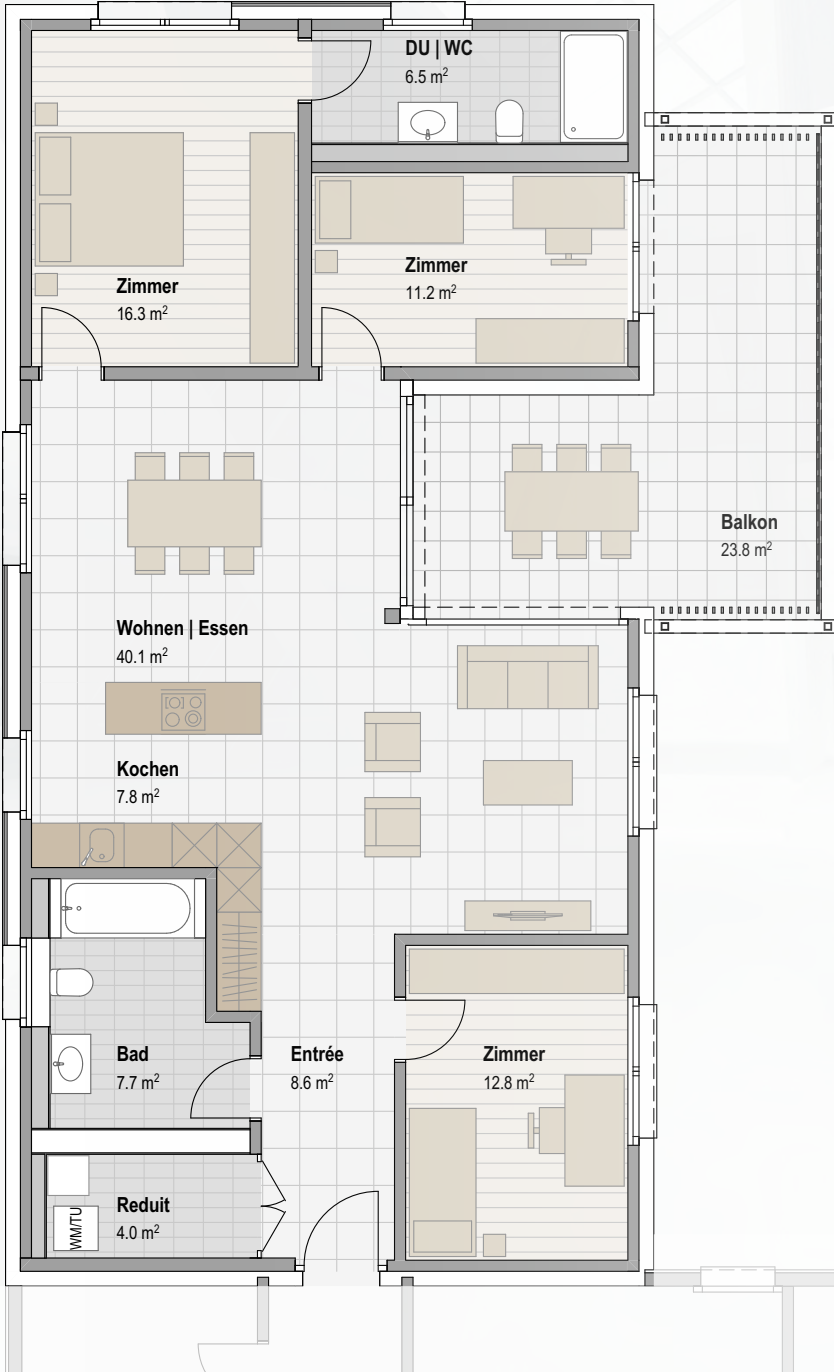 DU | WC
6.5 m²
Zimmer
16.3 m²
Zimmer
11.2 m²
Balkon
23.8 m²
Wohnen | Essen
40.1 m²
Kochen
7.8 m²
Bad
7.7 m²
Entrée
8.6 m²
Zimmer
12.8 m²
Reduit
4.0 m²
WM/TU